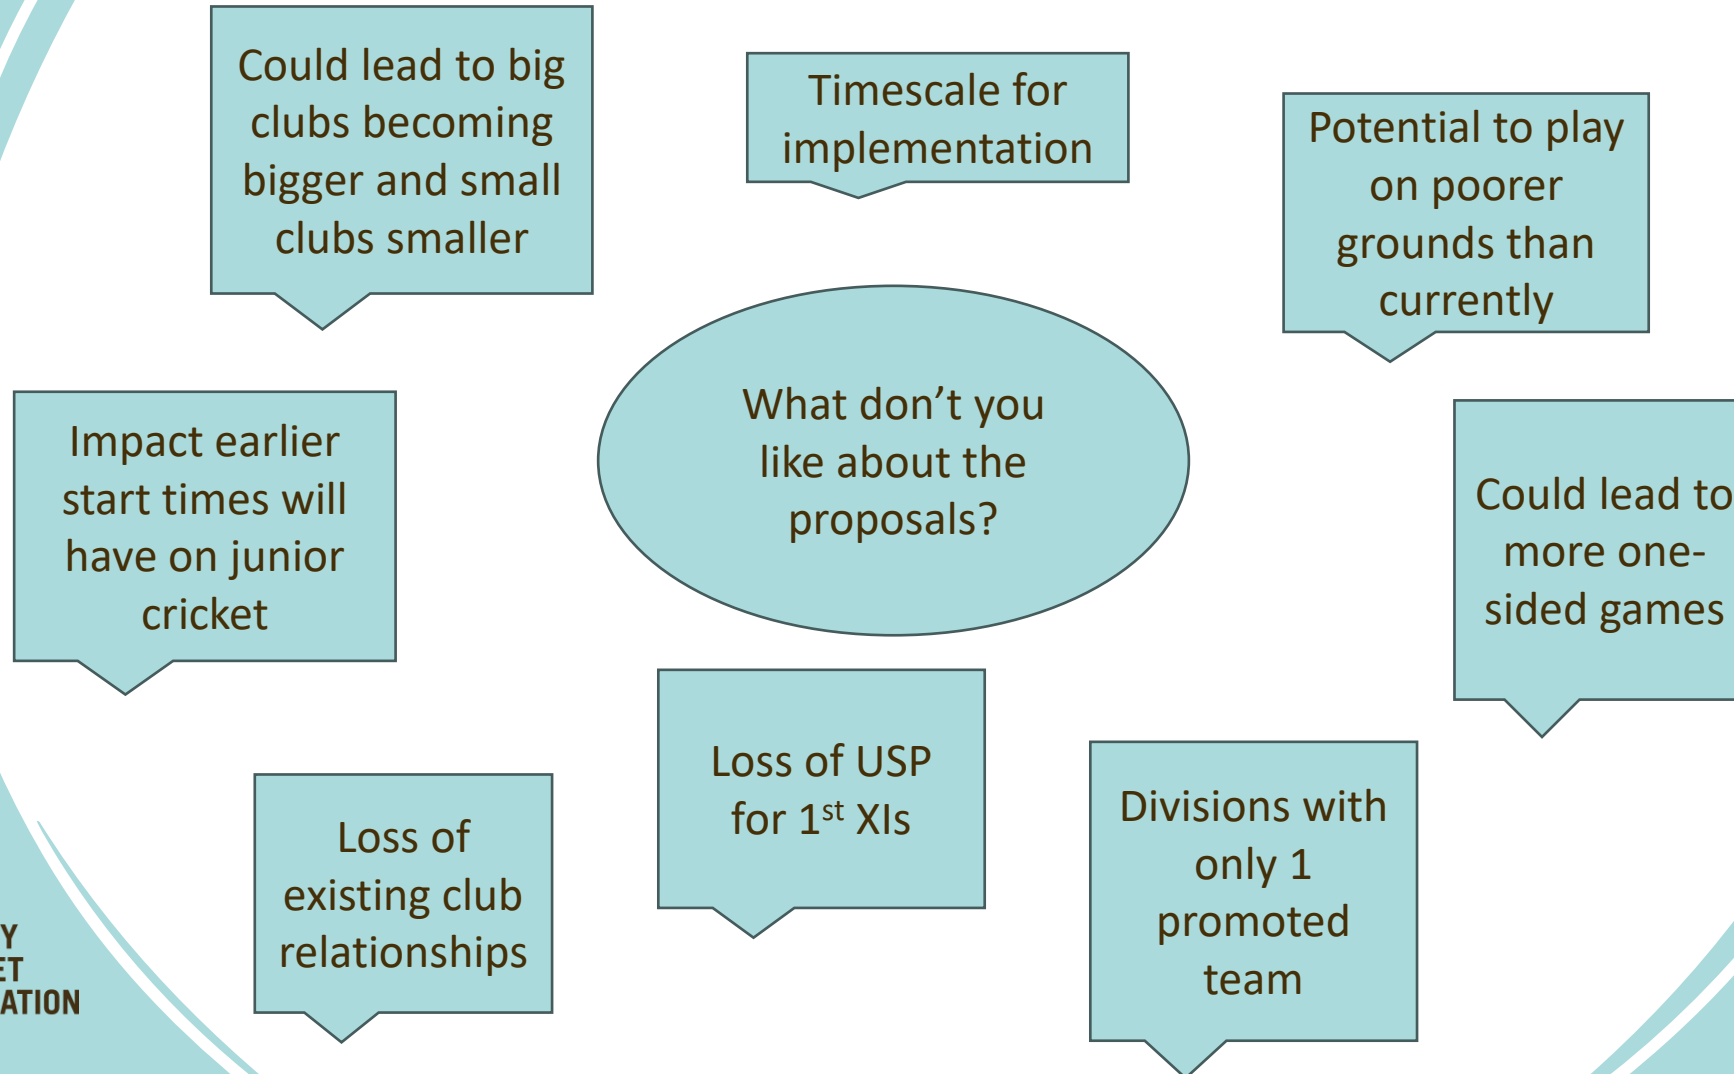 Could lead to big
clubs becoming
bigger and small
clubs smaller
Timescale for
implementation
Potential to play
on poorer
grounds than
currently
What don’t you
like about the
proposals?
Impact earlier
start times will
have on junior
cricket
Could lead to
more one-
sided games
Loss of USP
for 1st XIs
Divisions with
only 1
promoted
team
Loss of
existing club
relationships
Y
ET
ATION